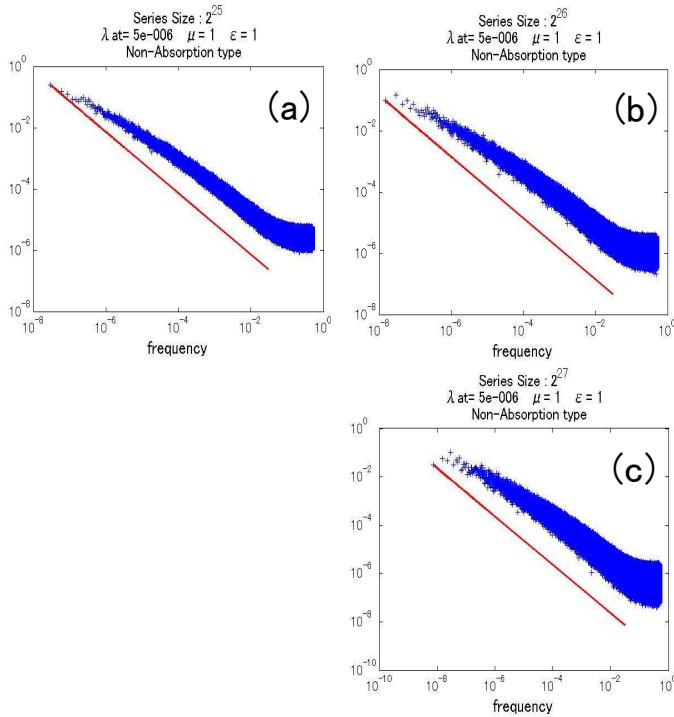 Series Size : 2^25
λ at= 5e-006 μ = 1 ε = 1
Non-Absorption type
(a)
10^0
10^-2
10^-4
10^-6
10^-8
10^-8 10^-6 10^-4 10^-2 10^0
frequency
Series Size : 2^26
λ at= 5e-006 μ = 1 ε = 1
Non-Absorption type
(b)
10^0
10^-2
10^-4
10^-6
10^-8
10^-8 10^-6 10^-4 10^-2 10^0
frequency
Series Size : 2^27
λ at= 5e-006 μ = 1 ε = 1
Non-Absorption type
(c)
10^0
10^-2
10^-4
10^-6
10^-8
10^-10
10^-10 10^-8 10^-6 10^-4 10^-2 10^0
frequency